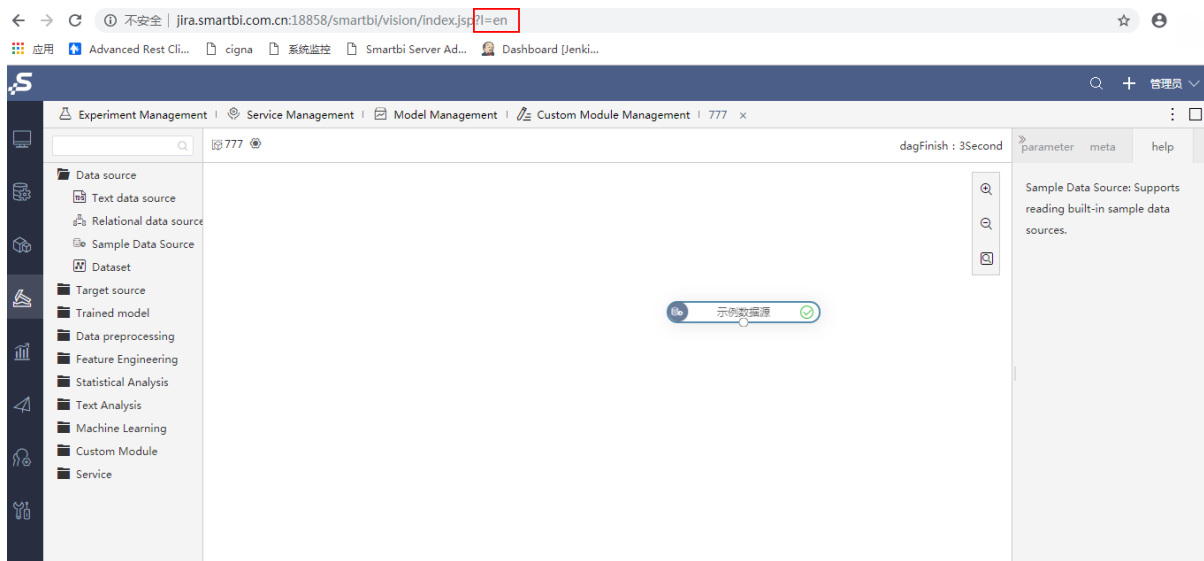 不安全 | jira.smartbi.com.cn:18858/smartbi/vision/index.jsp?l=en
应用 Advanced Rest Cli... cigna 系统监控 Smartbi Server Ad... Dashboard [Jenki...
管理员
Experiment Management Service Management Model Management Custom Module Management 777 ×
777 dagFinish : 3Second parameter meta help
Data source
Text data source
Relational data source
Sample Data Source
Dataset
Target source
Trained model
Data preprocessing
Feature Engineering
Statistical Analysis
Text Analysis
Machine Learning
Custom Module
Service
示例数据源
Sample Data Source: Supports
reading built-in sample data
sources.